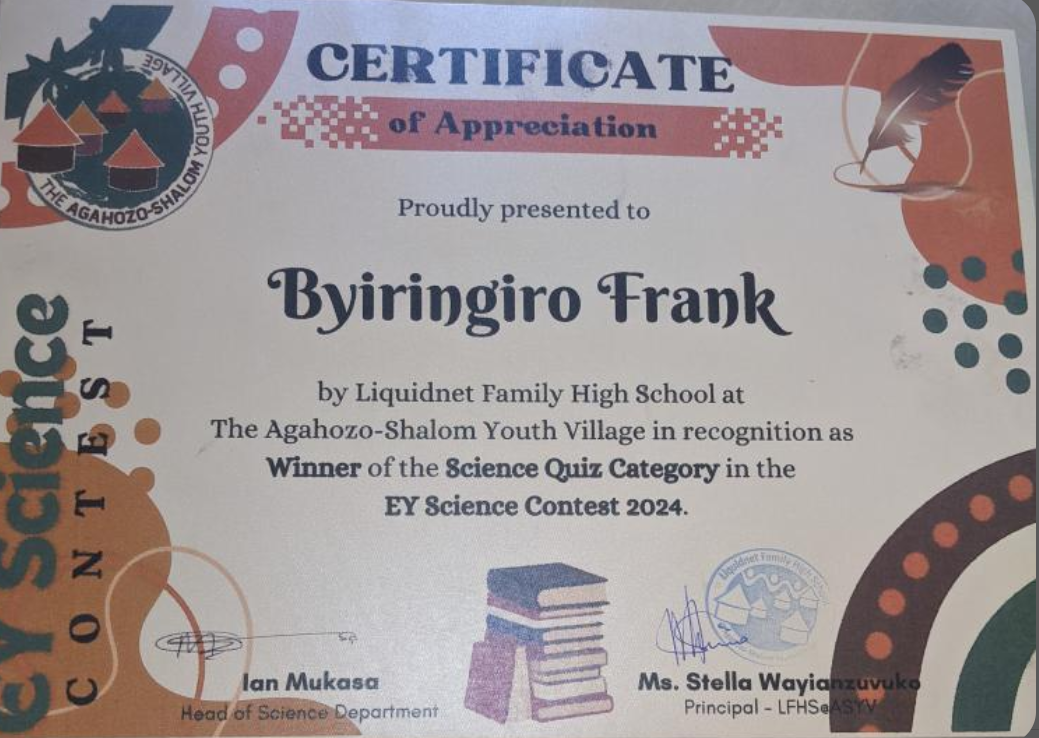 THE AGAHOZO-SHALOM YOUTH VILLAGE
CERTIFICATE
of Appreciation
Proudly presented to
Byiringiro Frank
by Liquidnet Family High School at
The Agahozo-Shalom Youth Village in recognition as
Winner of the Science Quiz Category in the
EY Science Contest 2024.
EY Science
CONTEST
Liquidnet Family High
Ian Mukasa
Head of Science Department
Ms. Stella Wayianzuvuko
Principal - LFHS@ASYV